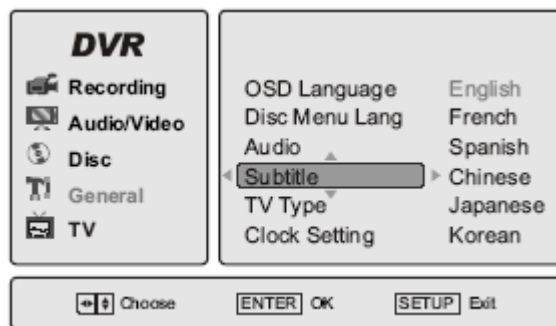 DVR
Recording
Audio/Video
Disc
General
TV
OSD Language English
Disc Menu Lang French
Audio Spanish
Subtitle Chinese
TV Type Japanese
Clock Setting Korean
Choose ENTER OK SETUP Exit